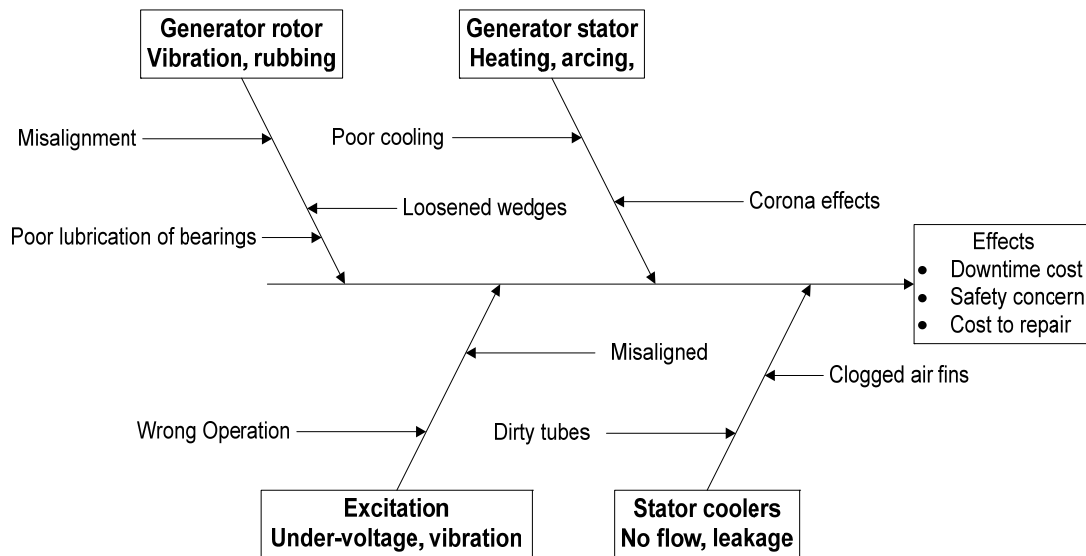 Generator rotor
Vibration, rubbing
Generator stator
Heating, arcing,
Misalignment
Poor cooling
Loosened wedges
Corona effects
Poor lubrication of bearings
Effects
• Downtime cost
• Safety concern
• Cost to repair
Misaligned
Clogged air fins
Wrong Operation
Dirty tubes
Excitation
Under-voltage, vibration
Stator coolers
No flow, leakage